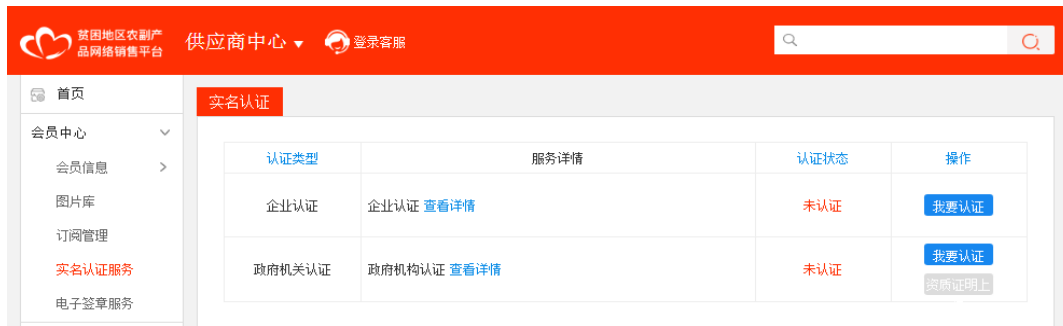 贫困地区农副产
品网络销售平台
供应商中心
登录客服
首页
会员中心
会员信息
图片库
订阅管理
实名认证服务
电子签章服务
实名认证
认证类型 服务详情 认证状态 操作
企业认证 企业认证 查看详情 未认证 我要认证
政府机关认证 政府机构认证 查看详情 未认证 我要认证
资质证明上